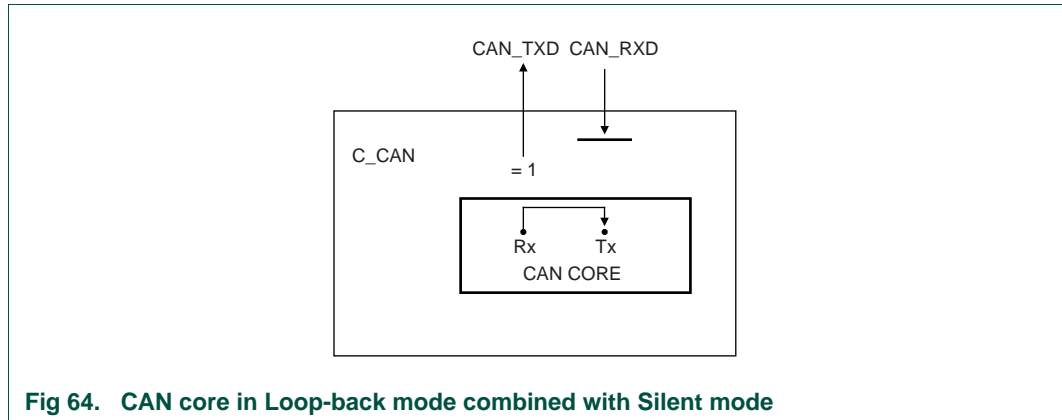 CAN_TXD CAN_RXD
C_CAN
= 1
Rx Tx
CAN CORE
Fig 64. CAN core in Loop-back mode combined with Silent mode